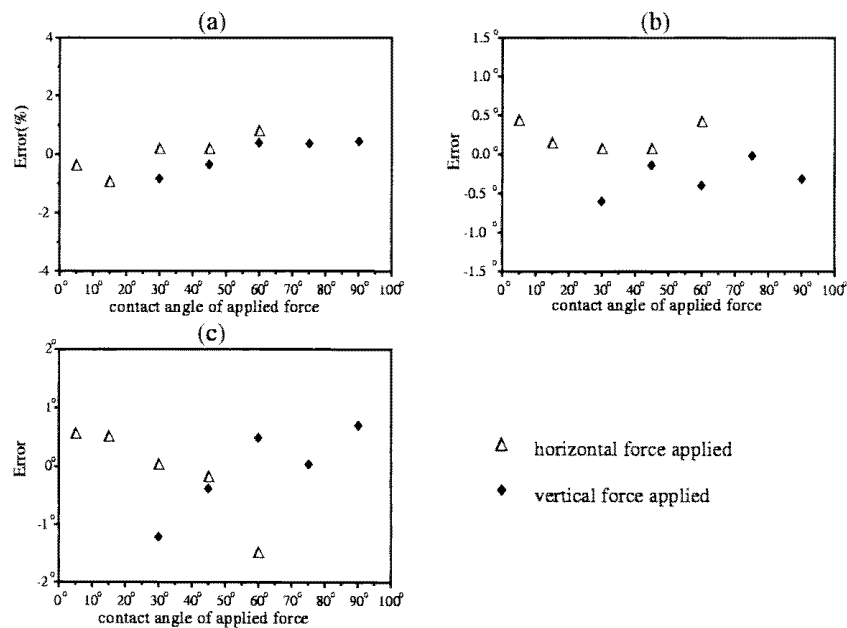 (a)
4
2
0
-2
-4
Error(%)
0° 10° 20° 30° 40° 50° 60° 70° 80° 90° 100°
contact angle of applied force
(b)
1.5°
1.0°
0.5°
0.0°
-0.5°
-1.0°
-1.5°
Error
0° 10° 20° 30° 40° 50° 60° 70° 80° 90° 100°
contact angle of applied force
(c)
2°
1°
0°
-1°
-2°
Error
0° 10° 20° 30° 40° 50° 60° 70° 80° 90° 100°
contact angle of applied force
horizontal force applied
vertical force applied